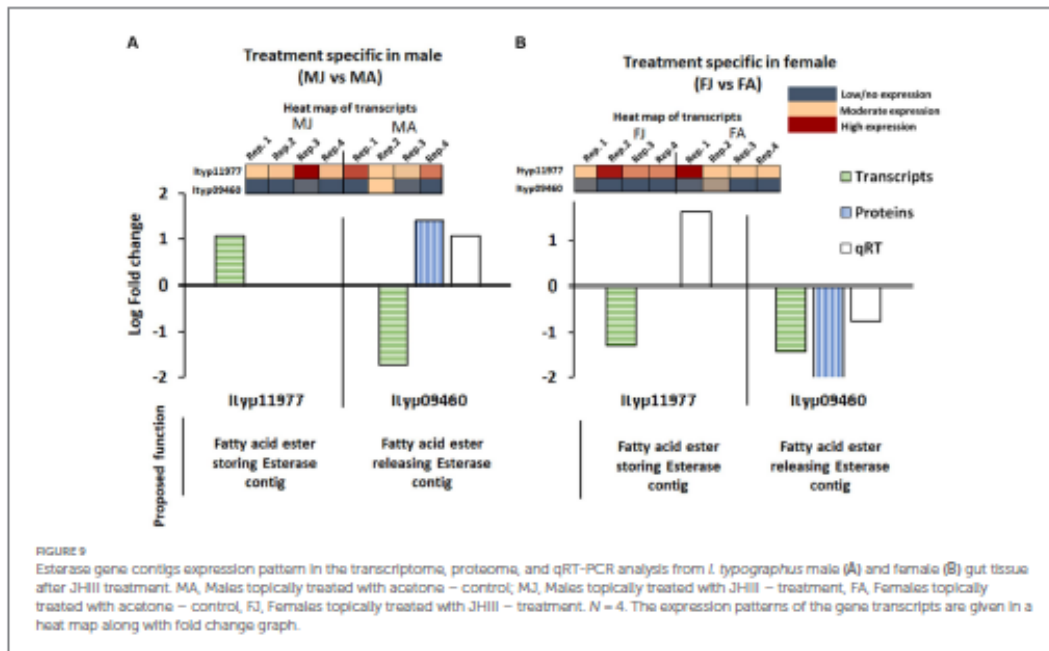 A
Treatment specific in male
(MJ vs MA)
Heat map of transcripts
MJ
MA
Rep.1
Rep.2
Rep.3
Rep.4
Rep.1
Rep.2
Rep.3
Rep.4
Ityp11977
Ityp09460
2
1
0
-1
-2
Log Fold change
Ityp11977
Ityp09460
Proposed function
Fatty acid ester
storing Esterase
contig
Fatty acid ester
releasing Esterase
contig
B
Treatment specific in female
(FJ vs FA)
Heat map of transcripts
FJ
FA
Rep.1
Rep.2
Rep.3
Rep.4
Rep.1
Rep.2
Rep.3
Rep.4
Ityp11977
Ityp09460
1
0
-1
-2
Ityp11977
Ityp09460
Fatty acid ester
storing Esterase
contig
Fatty acid ester
releasing Esterase
contig
Low/no expression
Moderate expression
High expression
Transcripts
Proteins
qRT
FIGURE 9
Esterase gene contigs expression pattern in the transcriptome, proteome, and qRT-PCR analysis from I. typographus male (A) and female (B) gut tissue
after JHIII treatment. MA, Males topically treated with acetone – control; MJ, Males topically treated with JHIII – treatment, FA, Females topically
treated with acetone – control, FJ, Females topically treated with JHIII – treatment. N = 4. The expression patterns of the gene transcripts are given in a
heat map along with fold change graph.